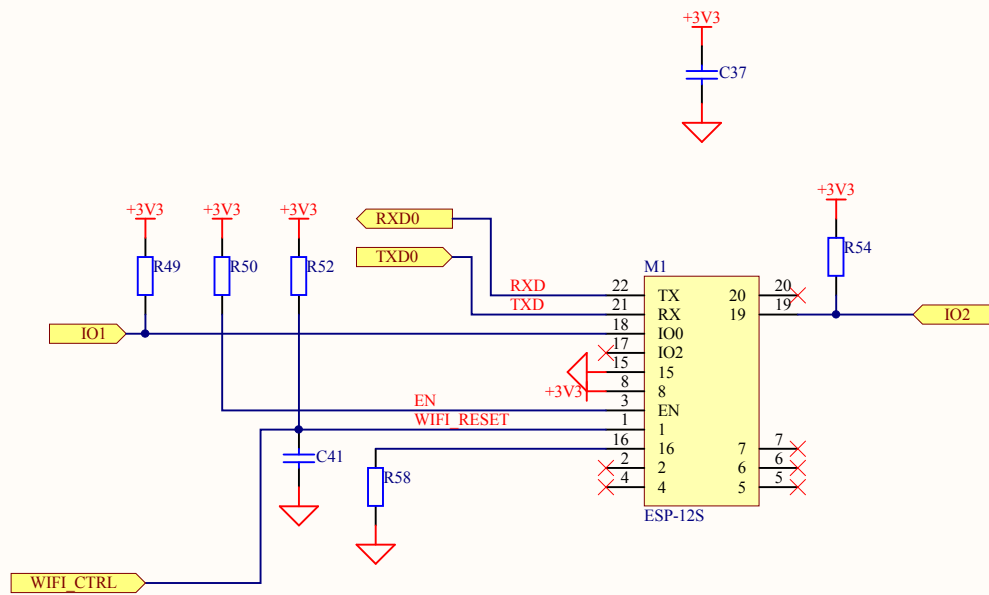 +3V3
C37
+3V3
+3V3 +3V3 +3V3
RXD0
R49 R50 R52 R54
TXD0
M1
RXD 22 TX 20 20
TXD 21 RX 19 19
IO1 18 IO0 IO2
17 IO2
15 15
+3V3 8 8
EN 3 EN
WIFI_RESET 1 1
16 16 7 7
C41 2 2 6 6
R58 4 4 5 5
ESP-12S
WIFI_CTRL